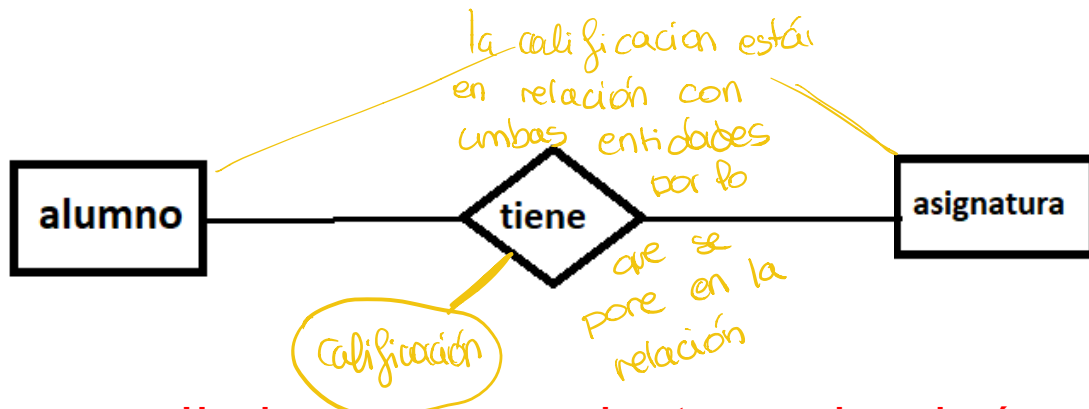 la calificacion está
en relación con
ambas entidades
por lo
alumno
tiene
asignatura
que se
pone en la
relación
Calificación